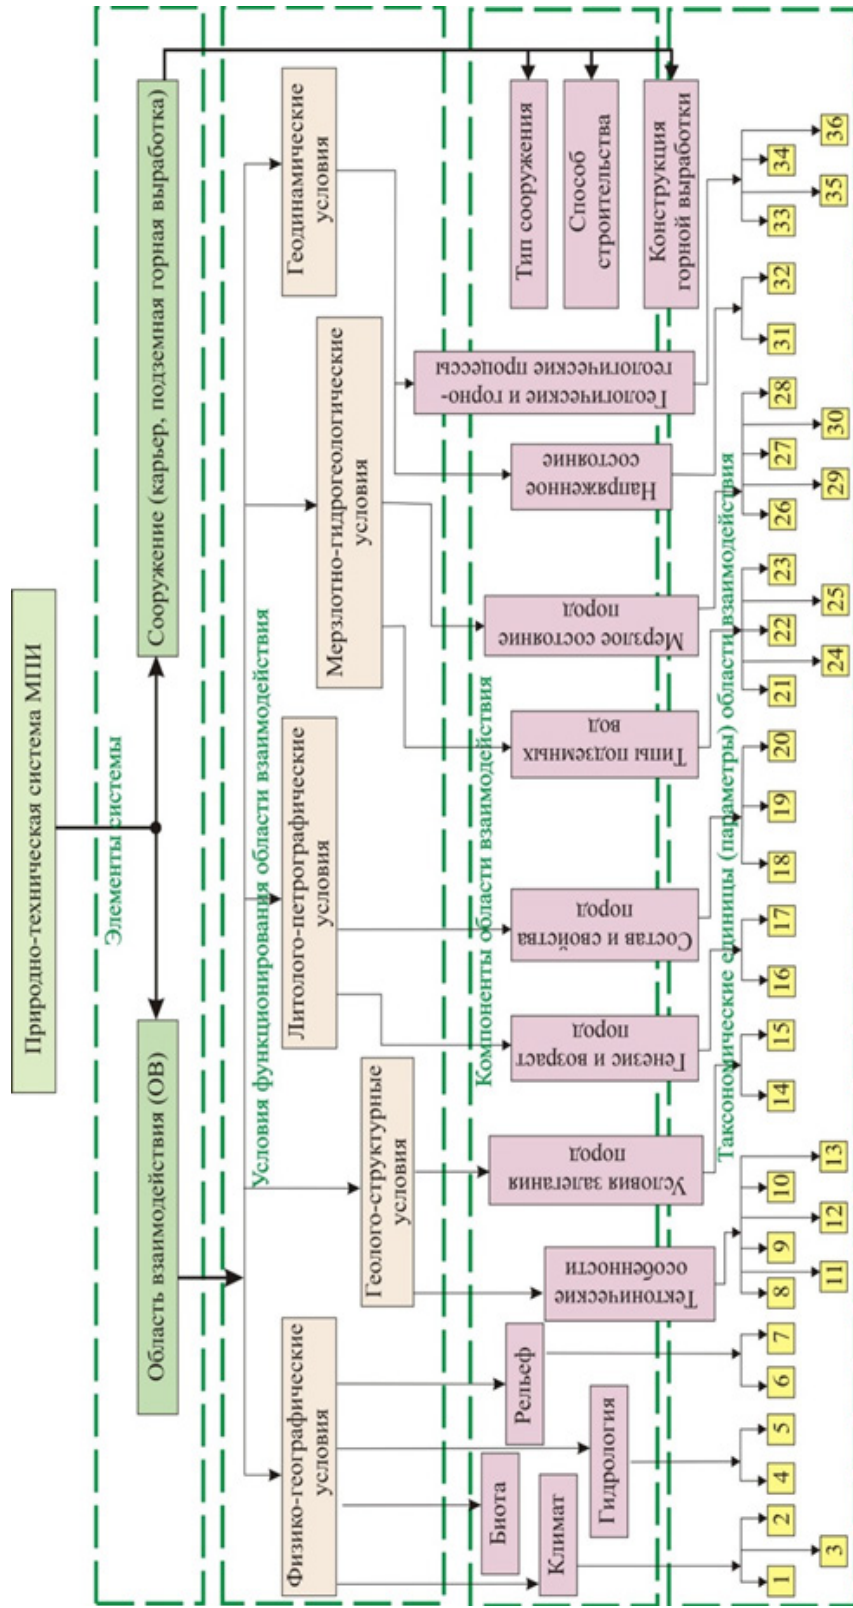 Природно-техническая система МПИ
Элементы системы
Область взаимодействия (ОВ)
Сооружение (карьер, подземная горная выработка)
Условия функционирования области взаимодействия
Физико-географические
условия
Геолого-структурные
условия
Литолого-петрографические
условия
Мерзлотно-гидрогеологические
условия
Геодинамические
условия
Компоненты области взаимодействия
Климат
Биота
Гидрология
Рельеф
Тектонические
особенности
Условия залегания
пород
Генезис и возраст
пород
Состав и свойства
пород
Типы подземных
вод
Мерзлое состояние
пород
Напряженное
состояние
Геологические и горно-
геологические процессы
Тип сооружения
Способ
строительства
Конструкция
горной выработки
Таксономические единицы (параметры) области взаимодействия
1
2
3
4
5
6
7
8
9
10
11
12
13
14
15
16
17
18
19
20
21
22
23
24
25
26
27
28
29
30
31
32
33
34
35
36